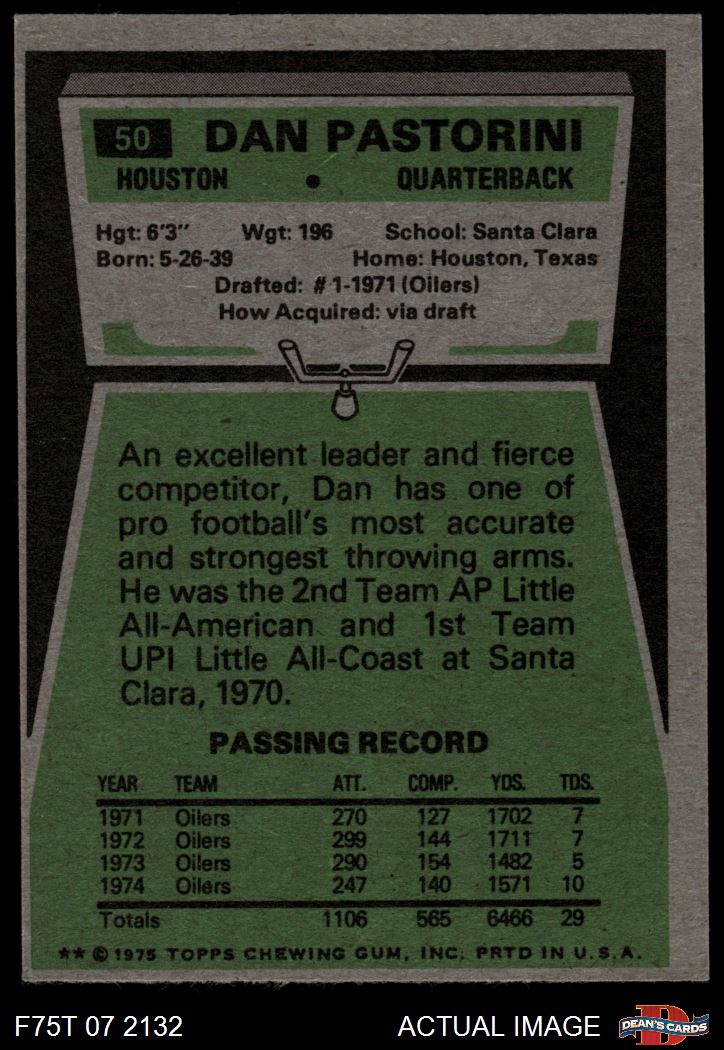 50 DAN PASTORINI
HOUSTON • QUARTERBACK
Hgt: 6'3" Wgt: 196 School: Santa Clara
Born: 5-26-39 Home: Houston, Texas
Drafted: #1-1971 (Oilers)
How Acquired: via draft
An excellent leader and fierce
competitor, Dan has one of
pro football's most accurate
and strongest throwing arms.
He was the 2nd Team AP Little
All-American and 1st Team
UPI Little All-Coast at Santa
Clara, 1970.
PASSING RECORD
YEAR TEAM ATT. COMP. YDS. TDS.
1971 Oilers 270 127 1702 7
1972 Oilers 299 144 1711 7
1973 Oilers 290 154 1482 5
1974 Oilers 247 140 1571 10
Totals 1106 565 6466 29
** © 1975 TOPPS CHEWING GUM, INC. PRTD IN U.S.A.
F75T 07 2132 ACTUAL IMAGE D DEAN'S CARDS